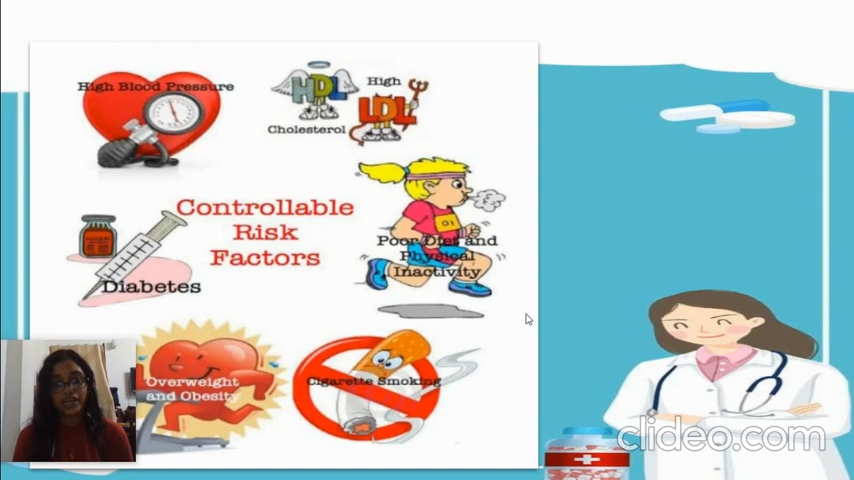 High Blood Pressure
HDL
High
LDL
Cholesterol
Controllable
Risk
Factors
01
Poor Diet and
Physical
Inactivity
Diabetes
Overweight
and Obesity
Cigarette Smoking
clideo.com